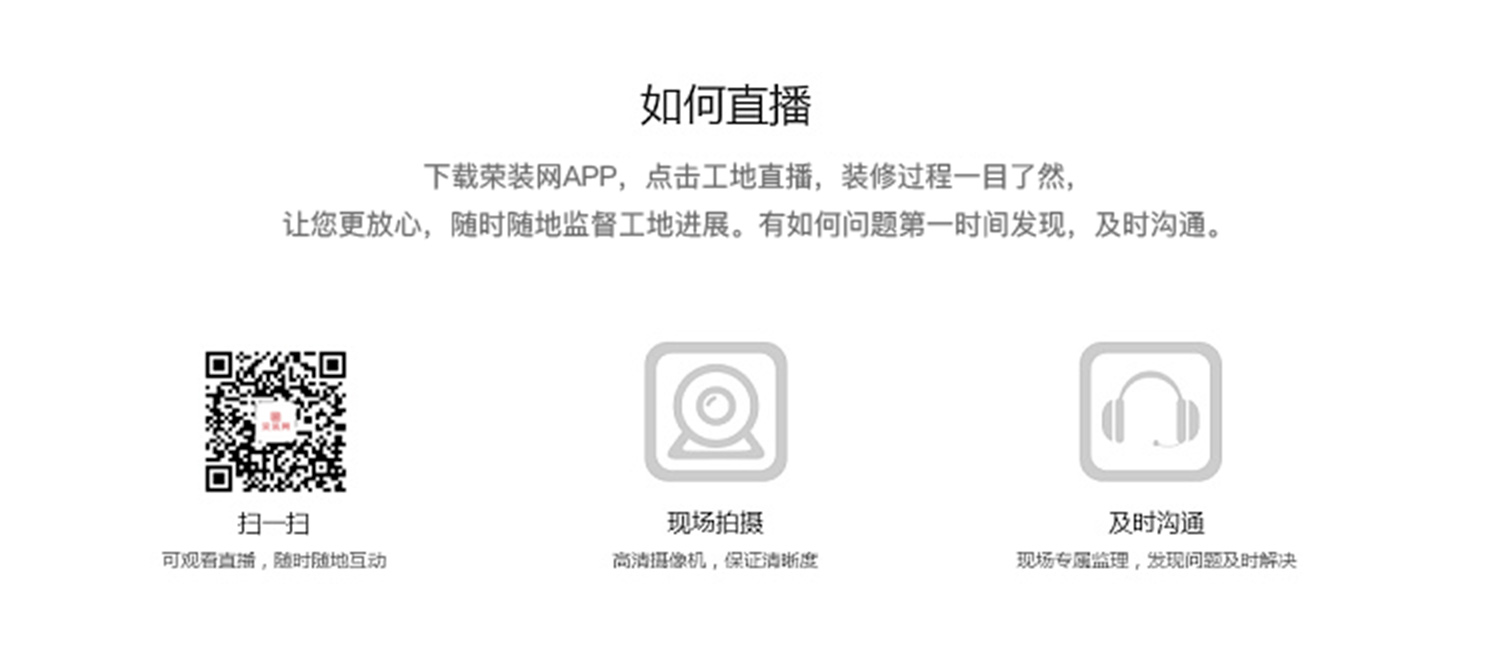 如何直播
下载荣装网APP，点击工地直播，装修过程一目了然，
让您更放心，随时随地监督工地进展。有如何问题第一时间发现，及时沟通。
扫一扫
可观看直播，随时随地互动
现场拍摄
高清摄像机，保证清晰度
及时沟通
现场专属监理，发现问题及时解决